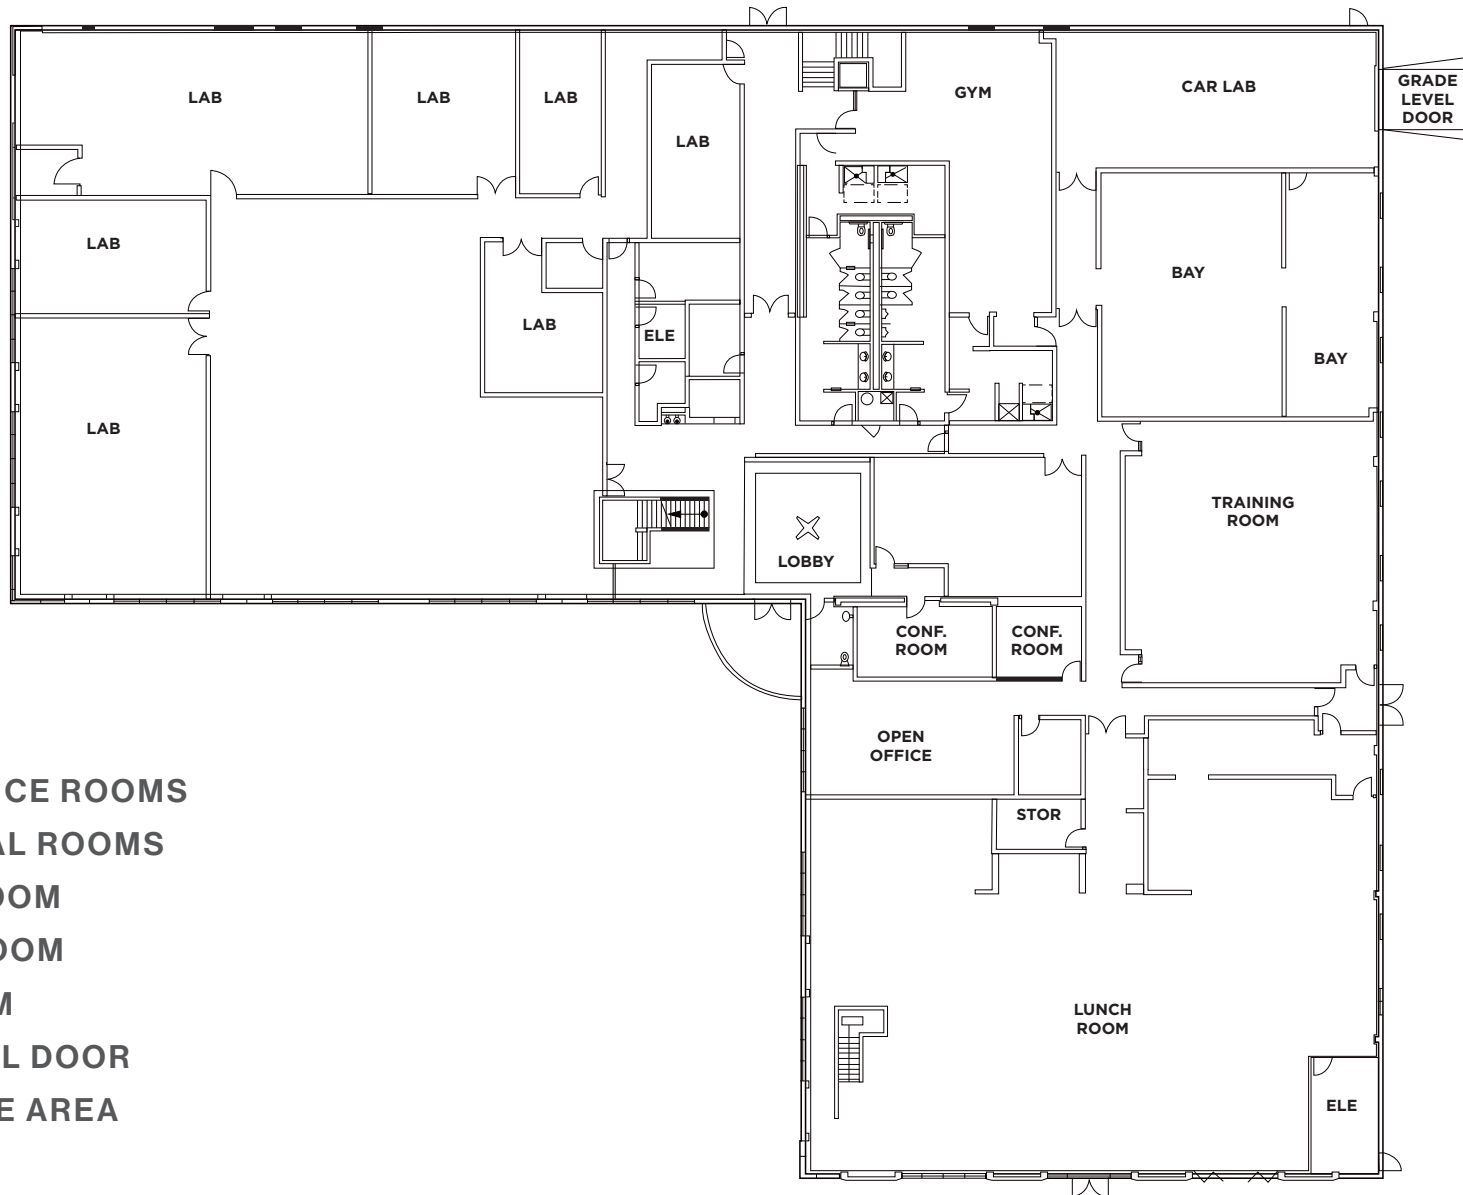 LAB
LAB
LAB
LAB
GYM
CAR LAB
GRADE
LEVEL
DOOR
LAB
LAB
ELE
BAY
BAY
LAB
TRAINING
ROOM
LOBBY
CONF.
ROOM
CONF.
ROOM
OPEN
OFFICE
STOR
LUNCH
ROOM
ELE
CE ROOMS
AL ROOMS
OOM
OOM
M
L DOOR
E AREA